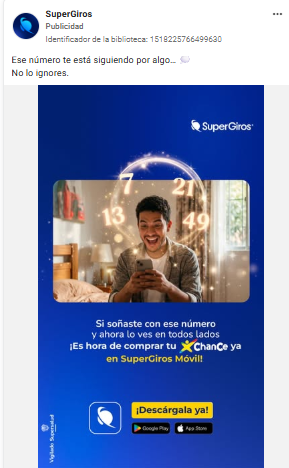 SuperGiros
Publicidad
Identificador de la biblioteca: 1518225766499630
Ese número te está siguiendo por algo... 💭
No lo ignores.
SuperGiros
7
21
13
49
Si soñaste con ese número
y ahora lo ves en todos lados
¡Es hora de comprar tu Chance ya
en SuperGiros Móvil!
¡Descárgala ya!
Google Play
App Store